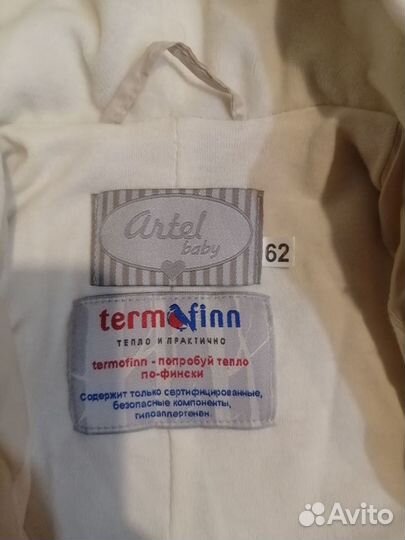 artel
baby
62
termofinn
ТЕПЛО И ПРАКТИЧНО
termofinn - попробуй тепло
по-фински
Содержит только сертифицированные,
безопасные компоненты,
гипоаллергенен.
Avito